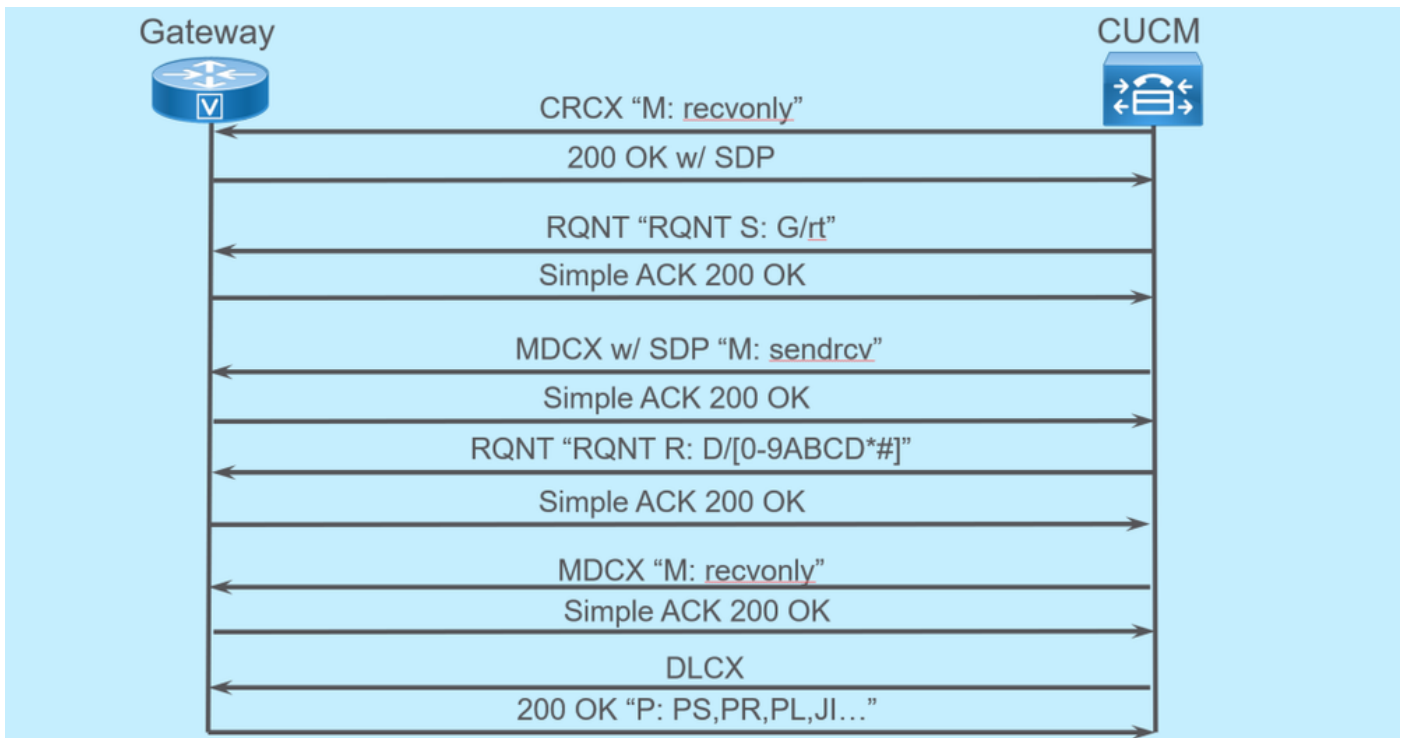 Gateway
CUCM
V
CRCX “M: recvonly”
200 OK w/ SDP
RQNT “RQNT S: G/rt”
Simple ACK 200 OK
MDCX w/ SDP “M: sendrcv”
Simple ACK 200 OK
RQNT “RQNT R: D/[0-9ABCD*#]”
Simple ACK 200 OK
MDCX “M: recvonly”
Simple ACK 200 OK
DLCX
200 OK “P: PS,PR,PL,JI…”